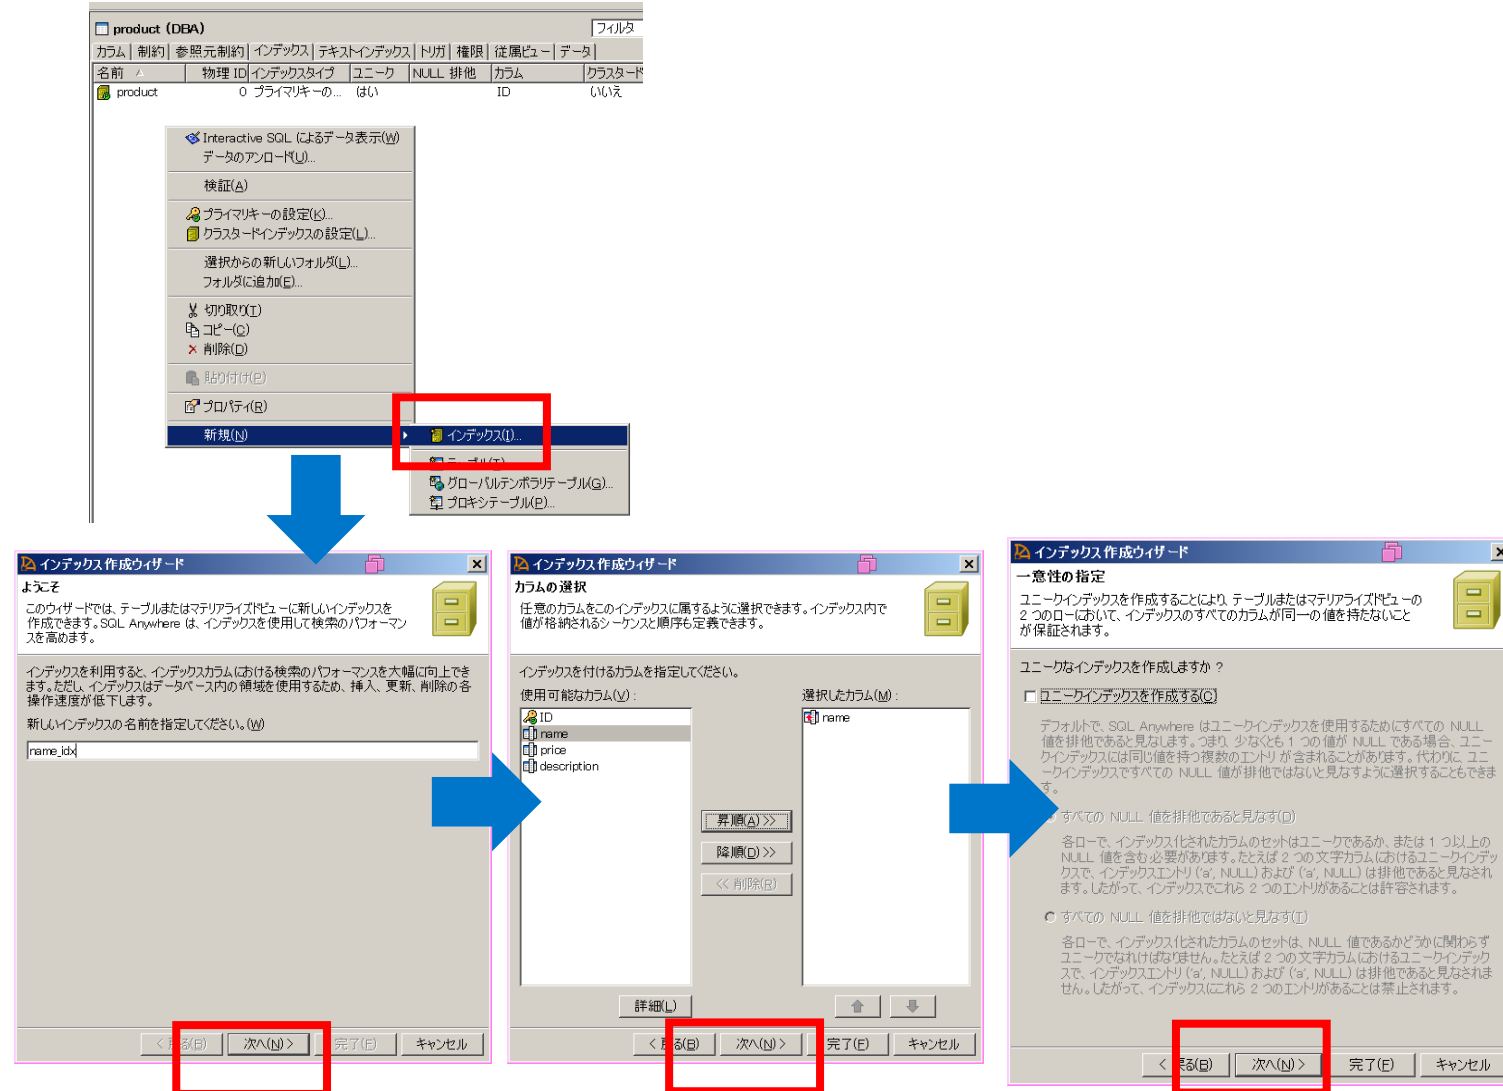 product (DBA)
フィルタ
カラム 制約 参照元制約 インデックス テキストインデックス トリガ 権限 従属ビュー データ
名前 物理 ID インデックスタイプ ユニーク NULL 排他 カラム クラスタード
product 0 プライマリキーの... はい ID いいえ
Interactive SQL によるデータ表示(W)
データのアンロード(U)...
検証(A)
プライマリキーの設定(K)...
クラスタードインデックスの設定(L)...
選択からの新しいフォルダ(L)...
フォルダに追加(E)...
切り取り(T)
コピー(C)
削除(D)
貼り付け(P)
プロパティ(R)
新規(N)
インデックス(I)...
テーブル(T)...
グローバルテンポラリテーブル(G)...
プロキシテーブル(P)...
インデックス作成ウィザード
ようこそ
このウィザードでは、テーブルまたはマテリアライズドビューに新しいインデックスを
作成できます。SQL Anywhere は、インデックスを使用して検索のパフォーマン
スを高めます。
インデックスを利用すると、インデックスカラムにおける検索のパフォーマンスを大幅に向上でき
ます。ただし、インデックスはデータベース内の領域を使用するため、挿入、更新、削除の各
操作速度が低下します。
新しいインデックスの名前を指定してください。(W)
name_idx
< 戻る(B) 次へ(N) > 完了(F) キャンセル
インデックス作成ウィザード
カラムの選択
任意のカラムをこのインデックスに属するように選択できます。インデックス内で
値が格納されるシーケンスと順序も定義できます。
インデックスを付けるカラムを指定してください。
使用可能なカラム(V) : 選択したカラム(M) :
ID
name
price
description
name
昇順(A) >>
降順(D) >>
<< 削除(R)
詳細(L)
< 戻る(B) 次へ(N) > 完了(F) キャンセル
インデックス作成ウィザード
一意性の指定
ユニークインデックスを作成することにより、テーブルまたはマテリアライズドビューの
2 つのローにおいて、インデックスのすべてのカラムが同一の値を持たないこと
が保証されます。
ユニークなインデックスを作成しますか ?
ユニークインデックスを作成する(C)
デフォルトで、SQL Anywhere はユニークインデックスを使用するためにすべての NULL
値を排他であると見なします。つまり、少なくとも 1 つの値が NULL である場合、ユニー
クインデックスには同じ値を持つ複数のエントリ が含まれることがあります。代わりに、ユニ
ークインデックスですべての NULL 値が排他ではないと見なすように選択することもできま
す。
すべての NULL 値を排他であると見なす(D)
各ローで、インデックス化されたカラムのセットはユニークであるか、または 1 つ以上の
NULL 値を含む必要があります。たとえば 2 つの文字カラムにおけるユニークインデッ
クスで、インデックスエントリ ('a', NULL) および ('a', NULL) は排他であると見なされ
ます。したがって、インデックスでこれら 2 つのエントリがあることは許容されます。
すべての NULL 値を排他ではないと見なす(T)
各ローで、インデックス化されたカラムのセットは、NULL 値であるかどうかに関わらず
ユニークでなければなりません。たとえば 2 つの文字カラムにおけるユニークインデック
スで、インデックスエントリ ('a', NULL) および ('a', NULL) は排他であると見なされま
せん。したがって、インデックスにこれら 2 つのエントリがあることは禁止されます。
< 戻る(B) 次へ(N) > 完了(F) キャンセル